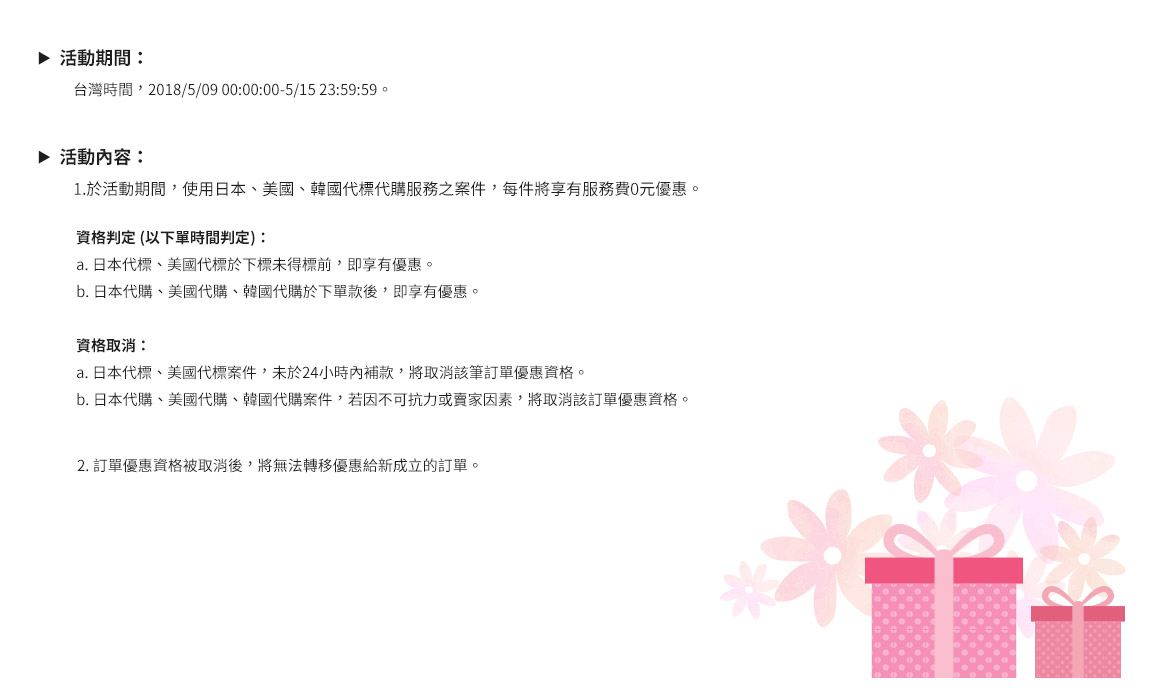 ▶ 活動期間：
台灣時間，2018/5/09 00:00:00-5/15 23:59:59。
▶ 活動內容：
1.於活動期間，使用日本、美國、韓國代標代購服務之案件，每件將享有服務費0元優惠。
資格判定 (以下單時間判定)：
a. 日本代標、美國代標於下標未得標前，即享有優惠。
b. 日本代購、美國代購、韓國代購於下單款後，即享有優惠。
資格取消：
a. 日本代標、美國代標案件，未於24小時內補款，將取消該筆訂單優惠資格。
b. 日本代購、美國代購、韓國代購案件，若因不可抗力或賣家因素，將取消該訂單優惠資格。
2. 訂單優惠資格被取消後，將無法轉移優惠給新成立的訂單。